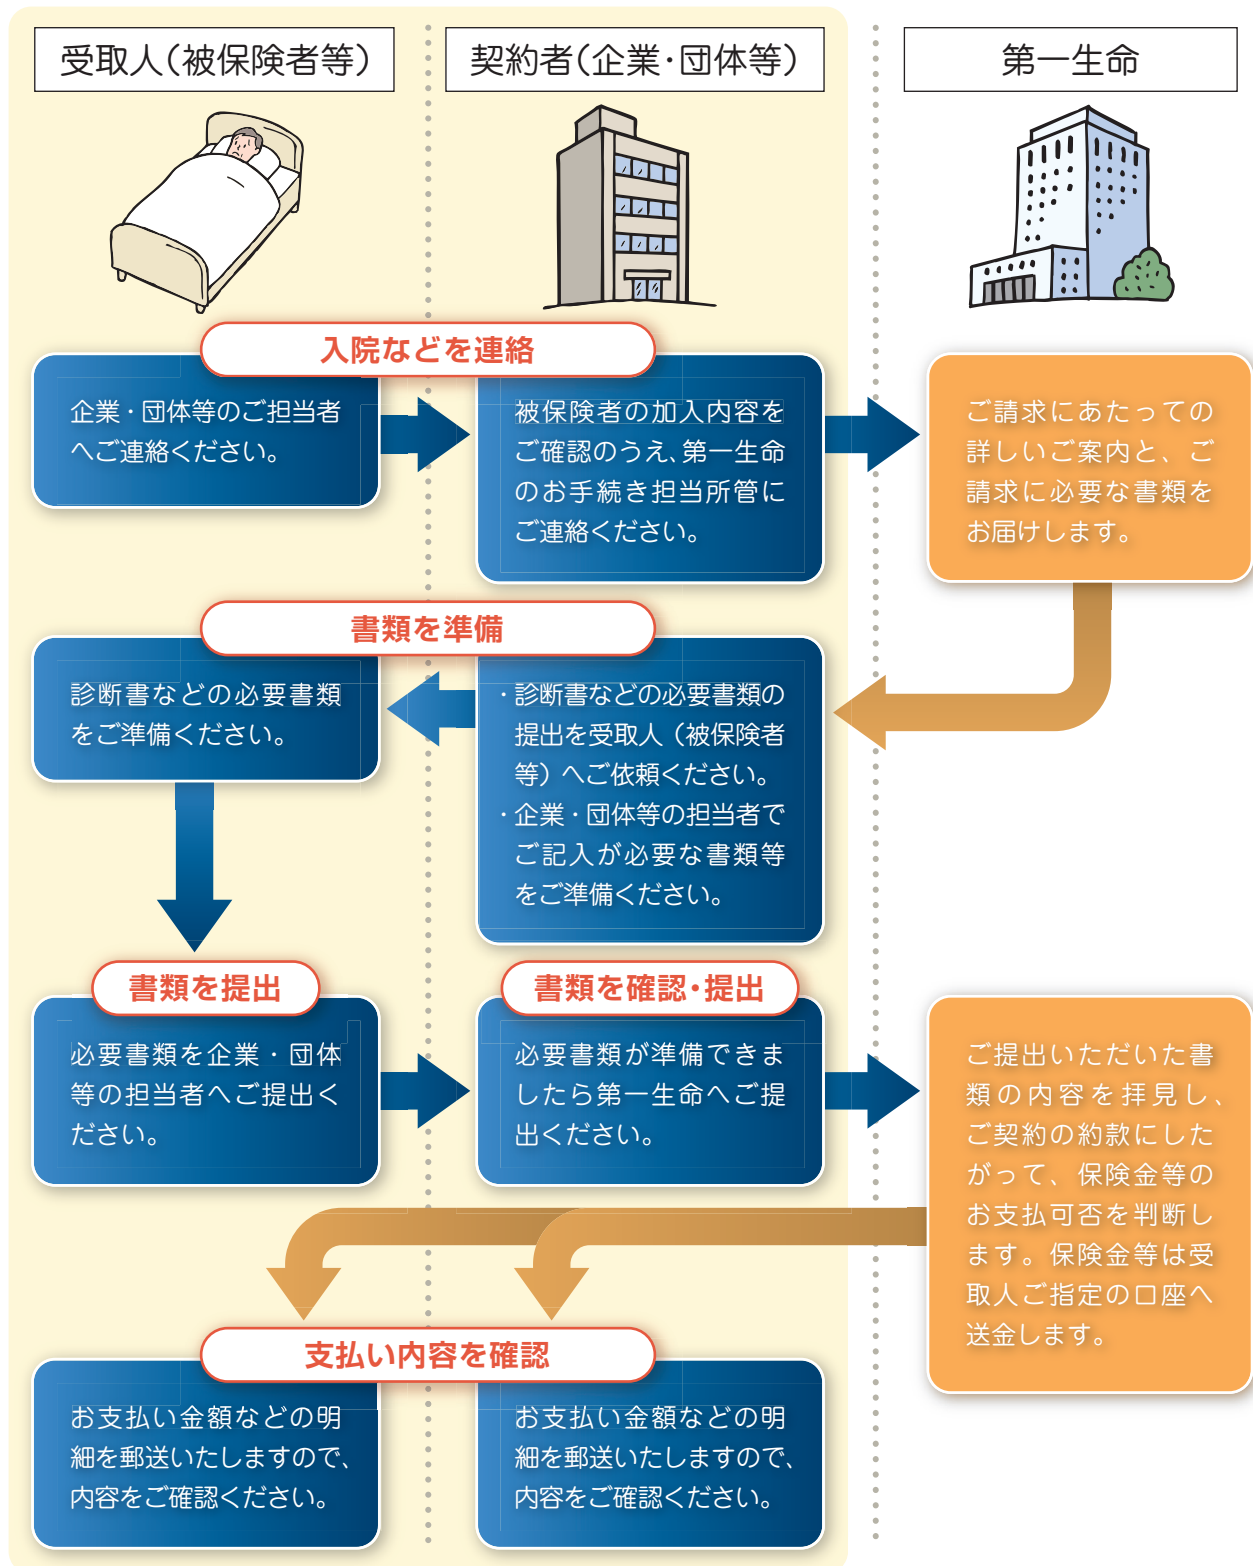 受取人(被保険者等)
契約者(企業・団体等)
第一生命
入院などを連絡
企業・団体等のご担当者
へご連絡ください。
被保険者の加入内容を
ご確認のうえ、第一生命
のお手続き担当所管に
ご連絡ください。
ご請求にあたっての
詳しいご案内と、ご
請求に必要な書類を
お届けします。
書類を準備
診断書などの必要書類
をご準備ください。
・診断書などの必要書類の
提出を受取人(被保険者
等)へご依頼ください。
・企業・団体等の担当者で
ご記入が必要な書類等
をご準備ください。
書類を提出
必要書類を企業・団体
等の担当者へご提出く
ださい。
書類を確認・提出
必要書類が準備できま
したら第一生命へご提
出ください。
ご提出いただいた書
類の内容を拝見し、
ご契約の約款にした
がって、保険金等の
お支払可否を判断し
ます。保険金等は受
取人ご指定の口座へ
送金します。
支払い内容を確認
お支払い金額などの明
細を郵送いたしますので、
内容をご確認ください。
お支払い金額などの明
細を郵送いたしますので、
内容をご確認ください。